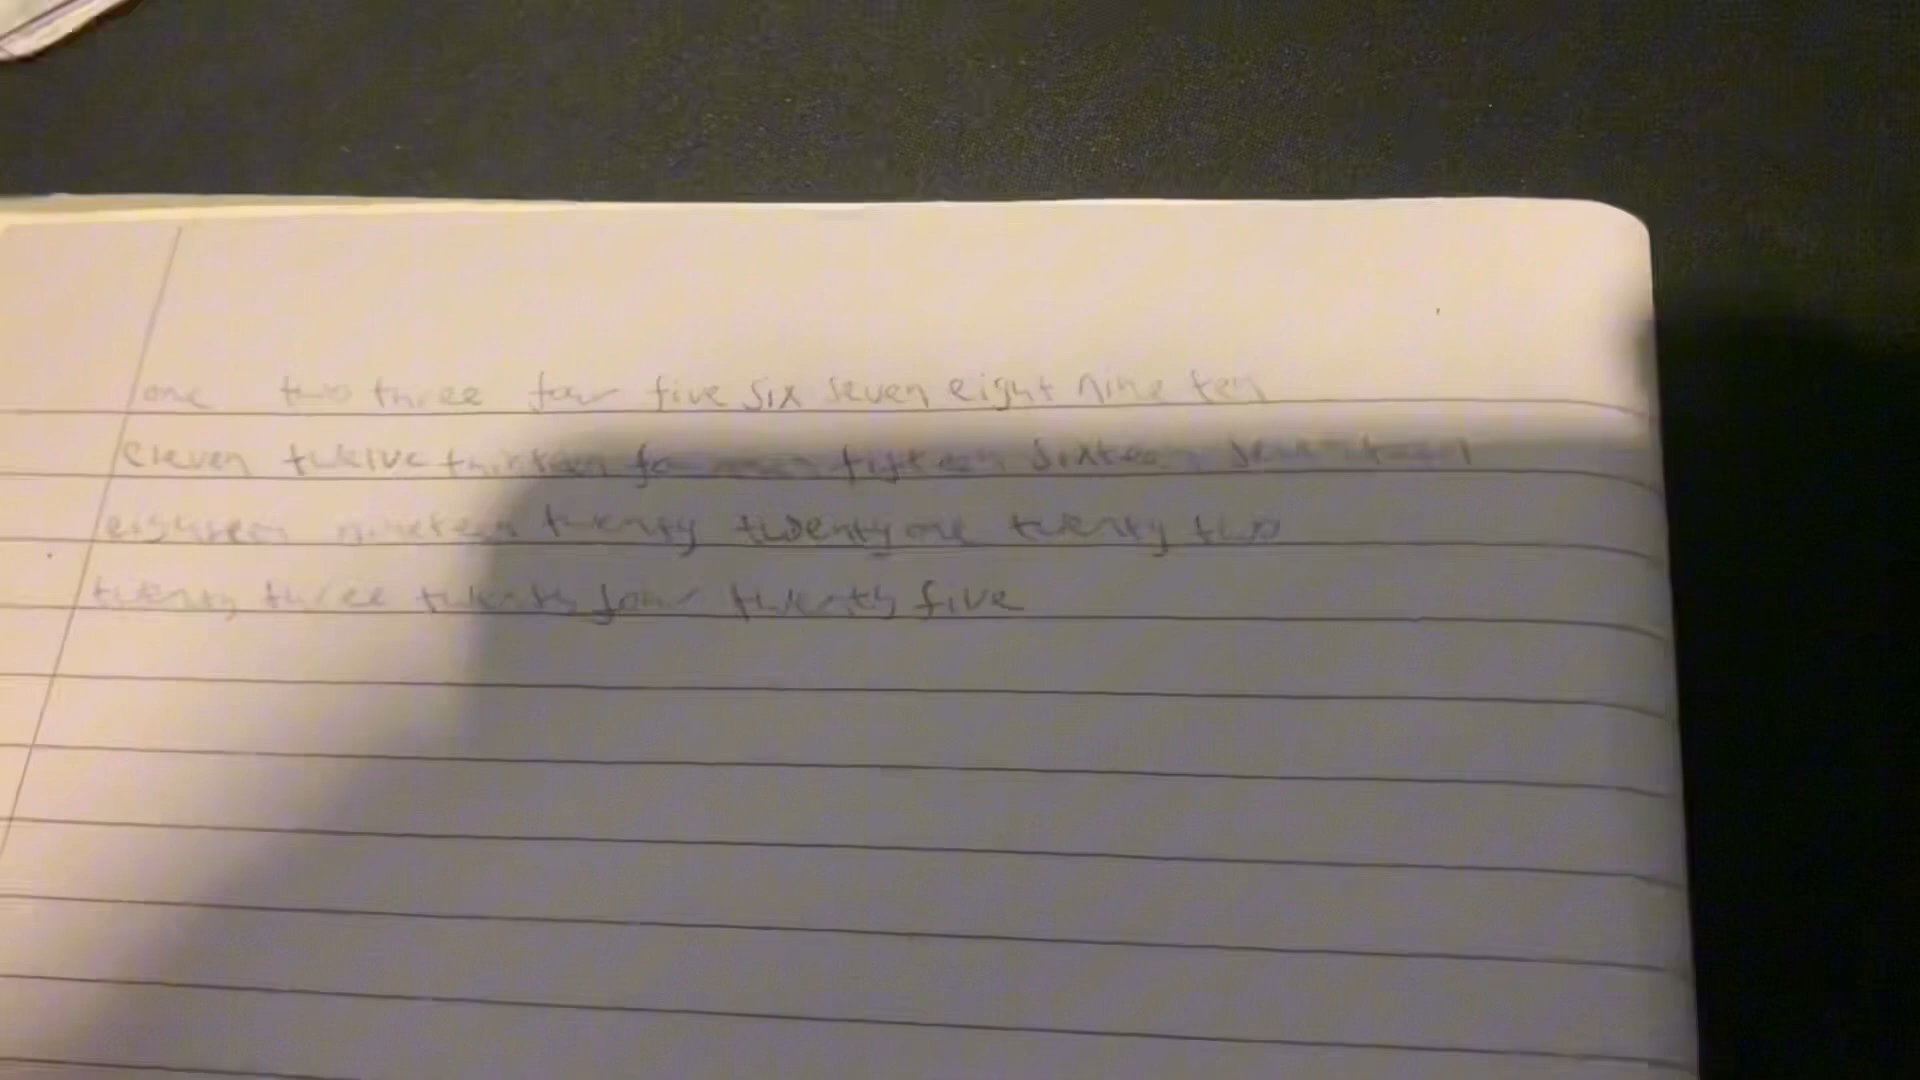 one two three four five six seven eight nine ten
eleven twelve thirteen fifteen sixteen seventeen
eighteen nineteen twenty twenty one twenty two
twenty three twenty four twenty five